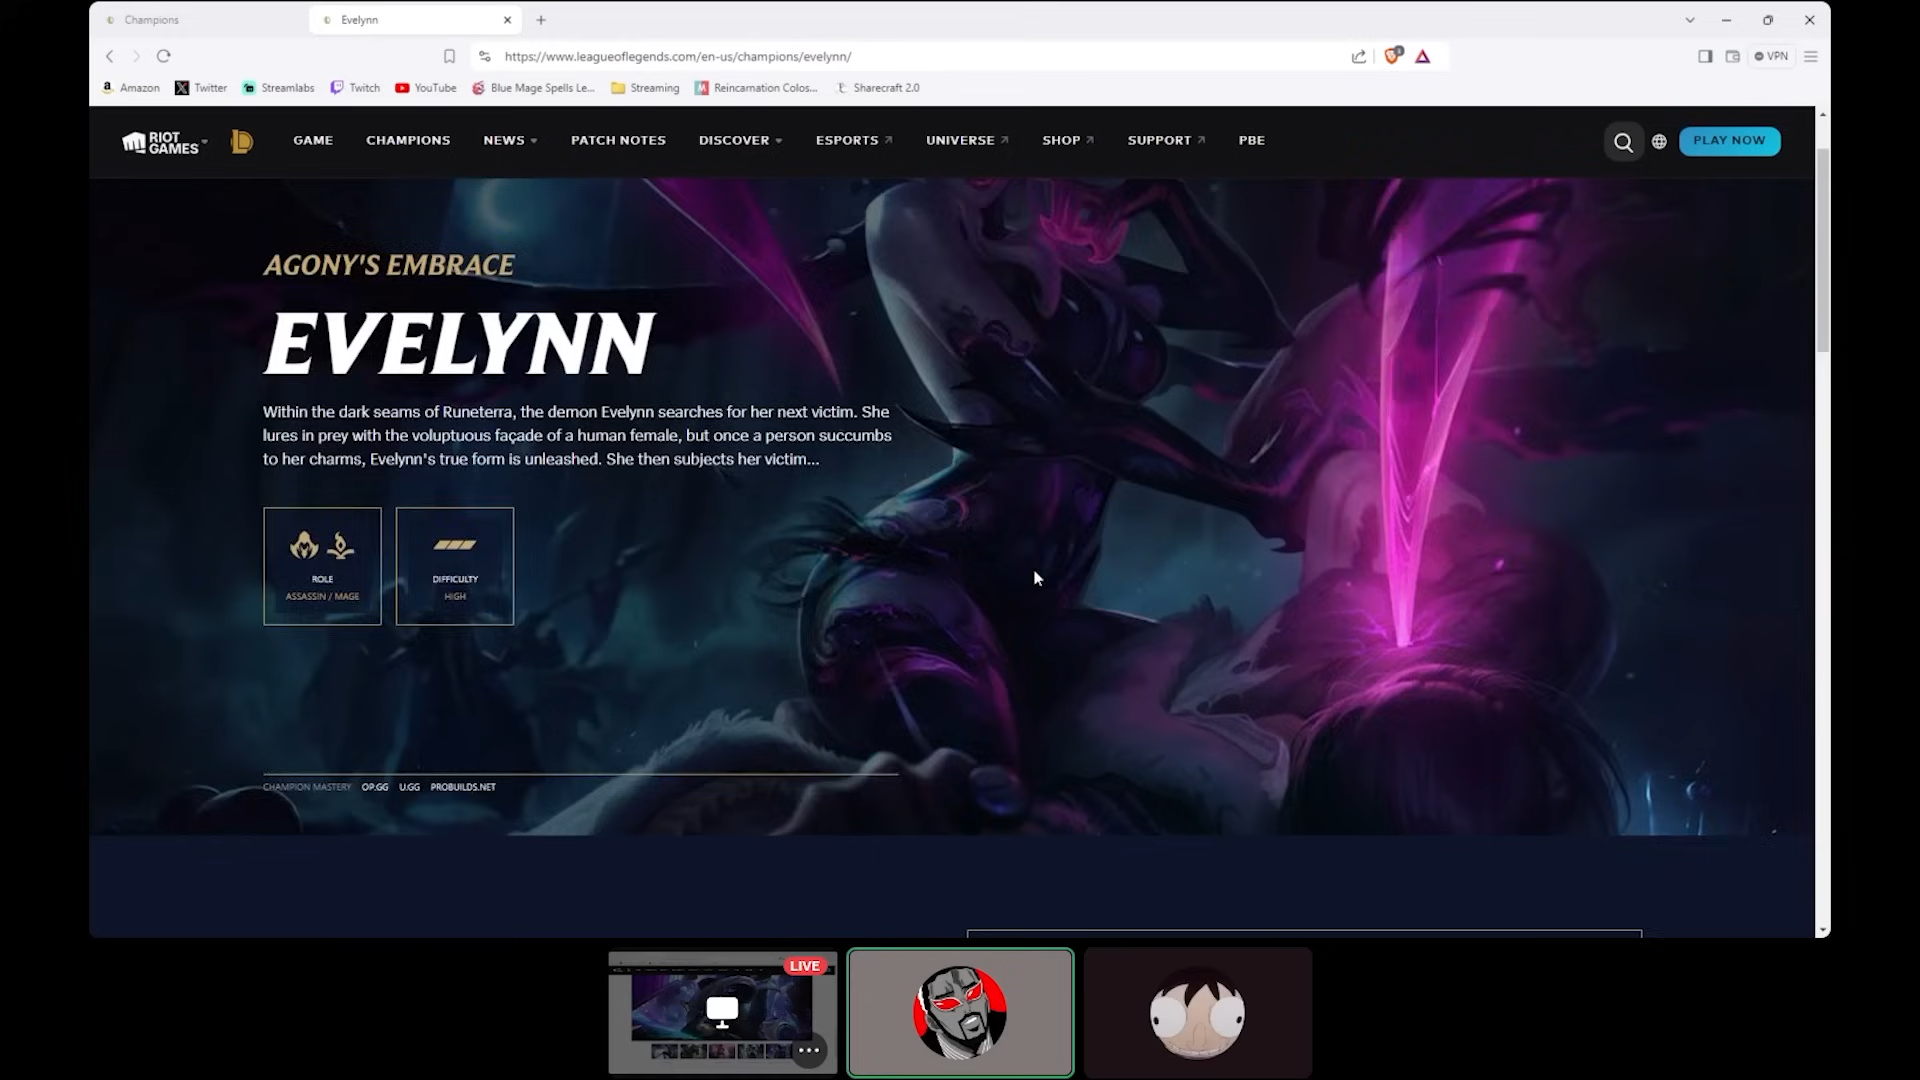 Champions
Evelynn
https://www.leagueoflegends.com/en-us/champions/evelynn/
VPN
Amazon
Twitter
Streamlabs
Twitch
YouTube
Blue Mage Spells Le...
Streaming
Reincarnation Colos...
Sharecraft 2.0
RIOT
GAMES
GAME
CHAMPIONS
NEWS
PATCH NOTES
DISCOVER
ESPORTS
UNIVERSE
SHOP
SUPPORT
PBE
PLAY NOW
AGONY'S EMBRACE
EVELYNN
Within the dark seams of Runeterra, the demon Evelynn searches for her next victim. She
lures in prey with the voluptuous façade of a human female, but once a person succumbs
to her charms, Evelynn's true form is unleashed. She then subjects her victim...
ROLE
ASSASSIN / MAGE
DIFFICULTY
HIGH
CHAMPION MASTERY OP.GG U.GG PROBUILDS.NET
LIVE